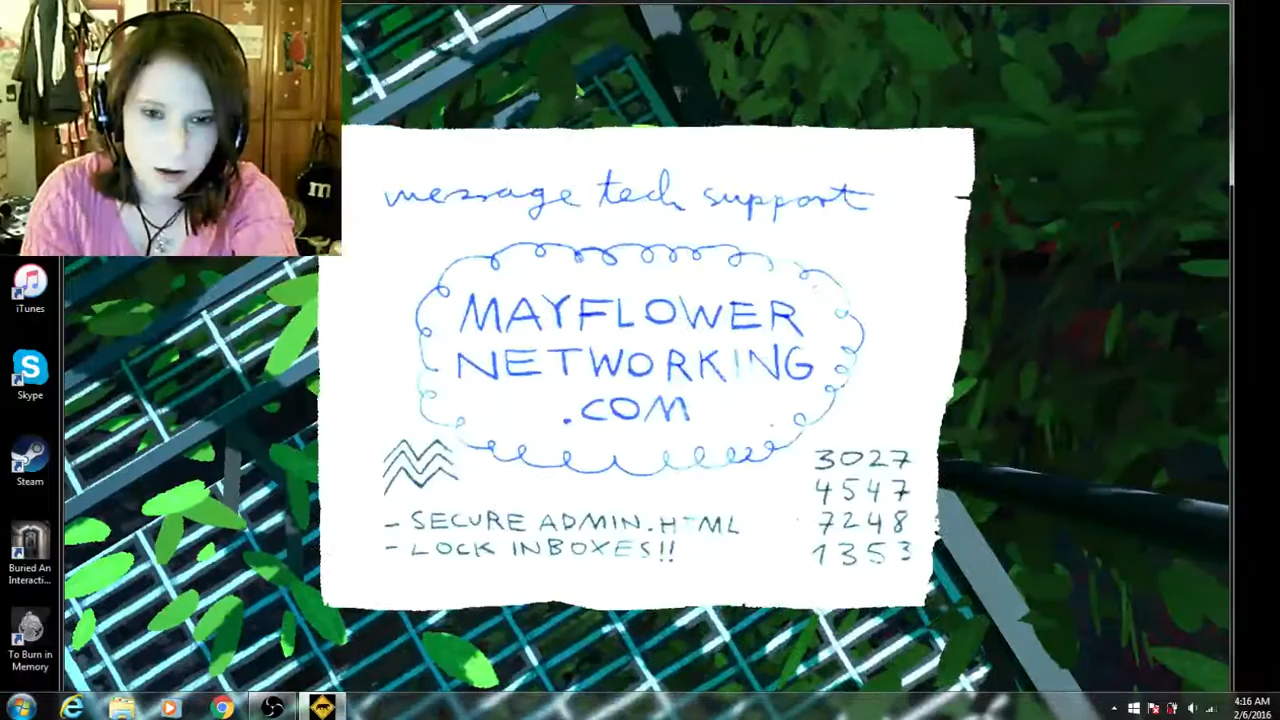 message tech support
MAYFLOWER
NETWORKING
.COM
3027
4547
7248
1353
- SECURE ADMIN.HTML
- LOCK INBOXES!!
m
iTunes
Skype
Steam
Buried An
Interacti...
To Burn in
Memory
4:16 AM
2/6/2016